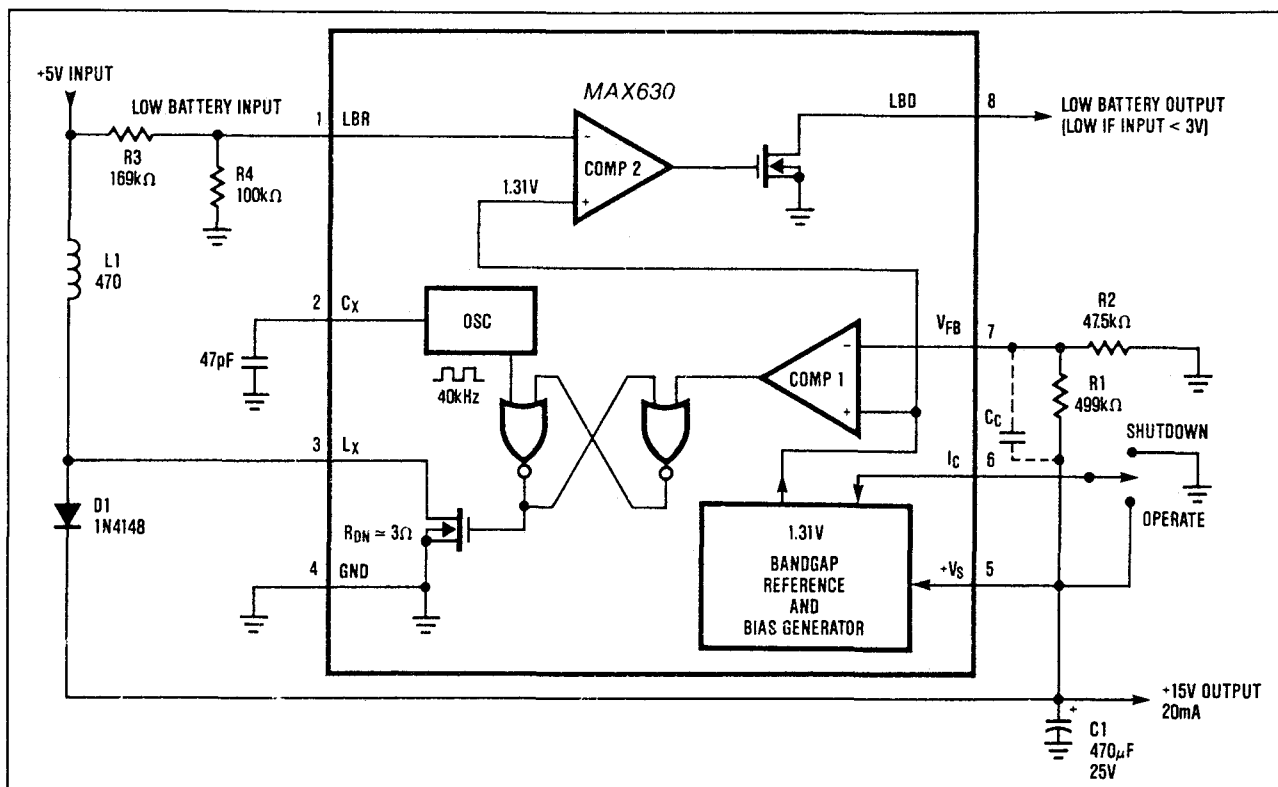 +5V INPUT
LOW BATTERY INPUT
R3
169kΩ
R4
100kΩ
L1
470
47pF
D1
1N4148
1
LBR
2
CX
3
LX
4
GND
MAX630
COMP 2
-
+
1.31V
OSC
40kHz
RON ≃ 3Ω
COMP 1
-
+
1.31V
BANDGAP
REFERENCE
AND
BIAS GENERATOR
LBD
8
LOW BATTERY OUTPUT
(LOW IF INPUT < 3V)
VFB
7
R2
47.5kΩ
R1
499kΩ
CC
IC
6
SHUTDOWN
OPERATE
+VS
5
+15V OUTPUT
20mA
+
C1
470μF
25V